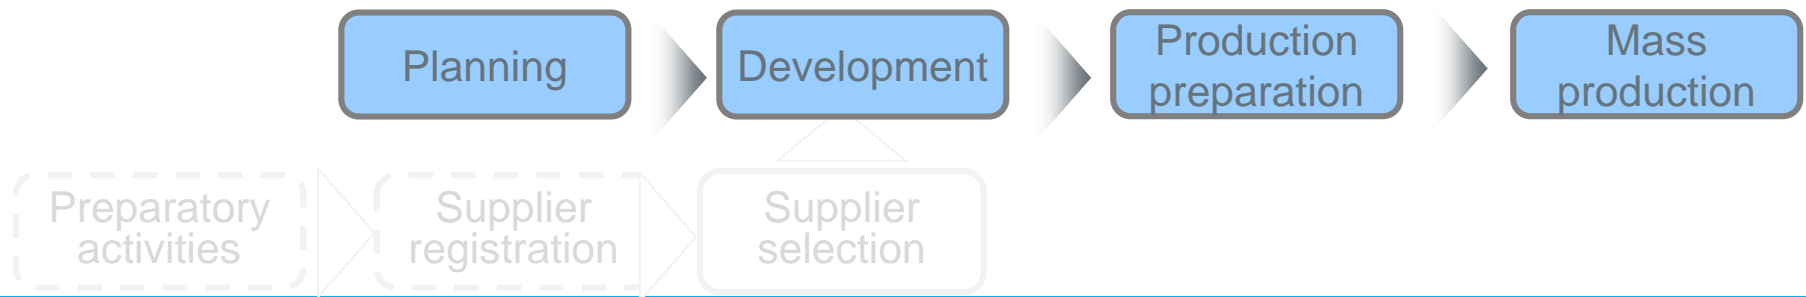 Planning
Development
Production
preparation
Mass
production
Preparatory
activities
Supplier
registration
Supplier
selection